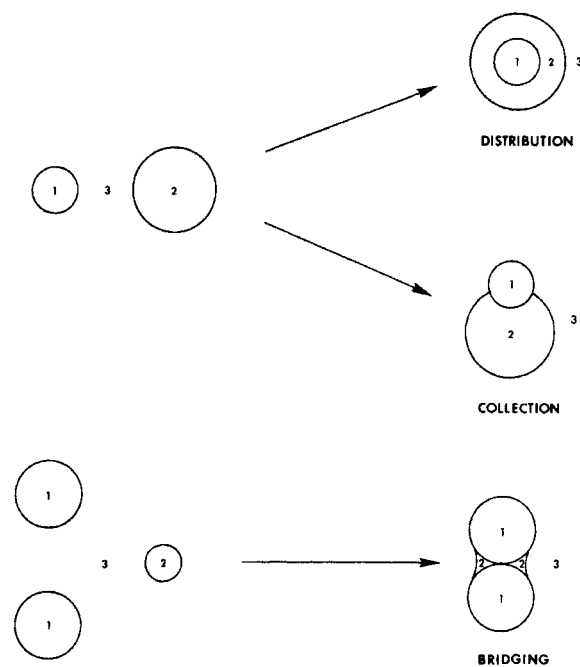 1 2 3
DISTRIBUTION
1 3 2
1
2 3
COLLECTION
1
1
3 2 2 2 3
1
1
BRIDGING